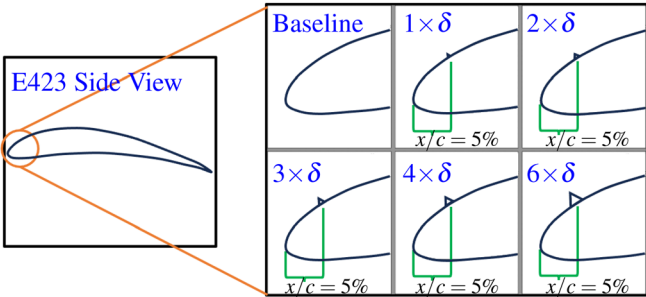 E423 Side View
Baseline
1×δ
x/c = 5%
2×δ
x/c = 5%
3×δ
x/c = 5%
4×δ
x/c = 5%
6×δ
x/c = 5%